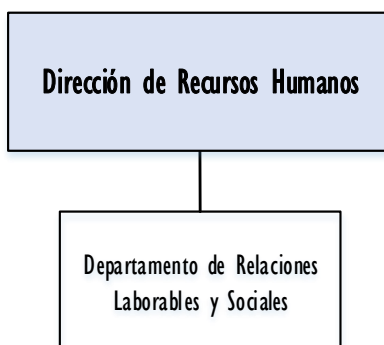 Dirección de Recursos Humanos
Departamento de Relaciones
Laborables y Sociales